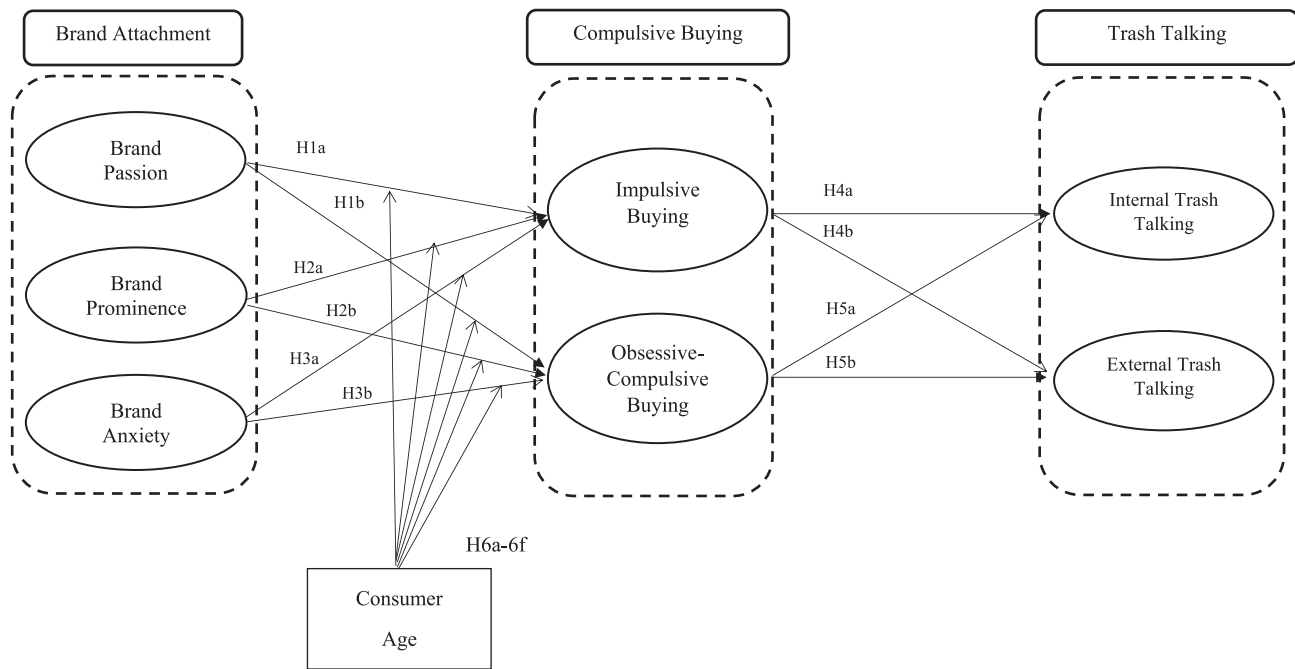 Brand Attachment
Compulsive Buying
Trash Talking
Brand
Passion
H1a
H1b
Impulsive
Buying
H4a
H4b
Internal Trash
Talking
Brand
Prominence
H2a
H2b
H3a
H3b
Obsessive-
Compulsive
Buying
H5a
H5b
External Trash
Talking
Brand
Anxiety
H6a-6f
Consumer
Age